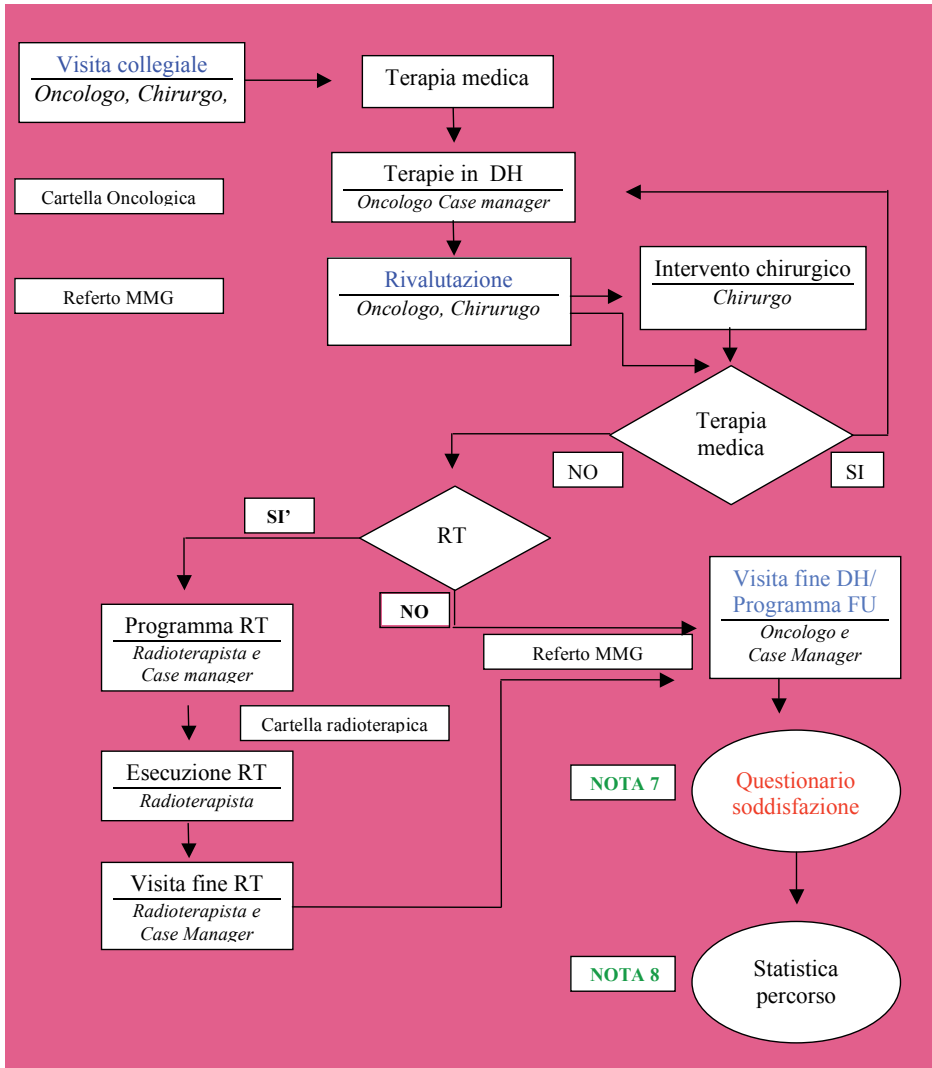 Visita collegiale
Oncologo, Chirurgo,
Terapia medica
Terapie in DH
Oncologo Case manager
Cartella Oncologica
Referto MMG
Rivalutazione
Oncologo, Chirurugo
Intervento chirurgico
Chirurgo
Terapia
medica
NO
SI
SI’
RT
NO
Visita fine DH/
Programma FU
Oncologo e
Case Manager
Programma RT
Radioterapista e
Case manager
Referto MMG
Cartella radioterapica
Esecuzione RT
Radioterapista
NOTA 7
Questionario
soddisfazione
Visita fine RT
Radioterapista e
Case Manager
NOTA 8
Statistica
percorso